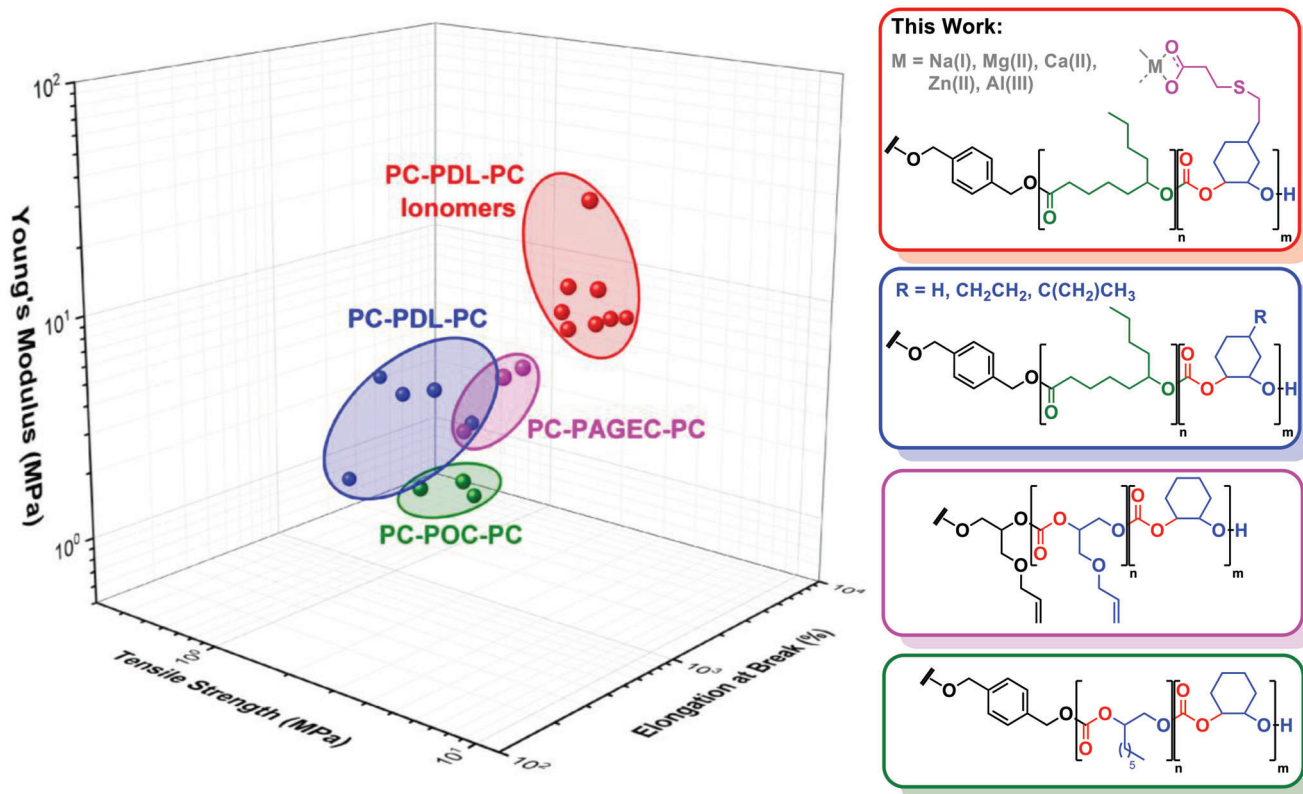 10²
10¹
10⁰
Young's Modulus (MPa)
PC-PDL-PC
Ionomers
PC-PDL-PC
PC-PAGEC-PC
PC-POC-PC
10⁰
10¹
Tensile Strength (MPa)
10²
10³
10⁴
Elongation at Break (%)
This Work:
M = Na(I), Mg(II), Ca(II),
Zn(II), Al(III)
M
O
O
S
O
O
O
O
O
O
O
H
n
m
R = H, CH₂CH₂, C(CH₂)CH₃
R
O
O
O
O
O
O
O
H
n
m
O
O
O
O
O
O
O
O
O
O
H
n
m
O
O
O
O
O
O
O
O
O
H
5
n
m